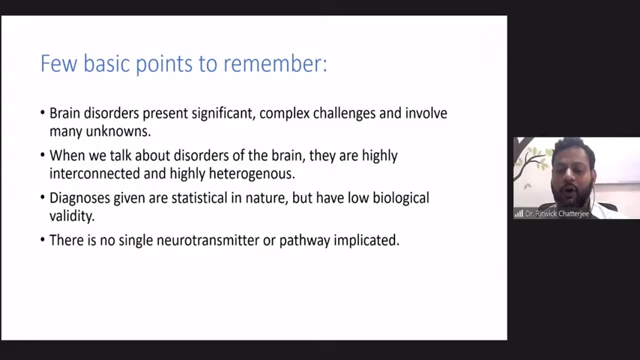 Few basic points to remember:
• Brain disorders present significant, complex challenges and involve
many unknowns.
• When we talk about disorders of the brain, they are highly
interconnected and highly heterogenous.
• Diagnoses given are statistical in nature, but have low biological
validity.
• There is no single neurotransmitter or pathway implicated.
Dr. Ritwick Chatterjee